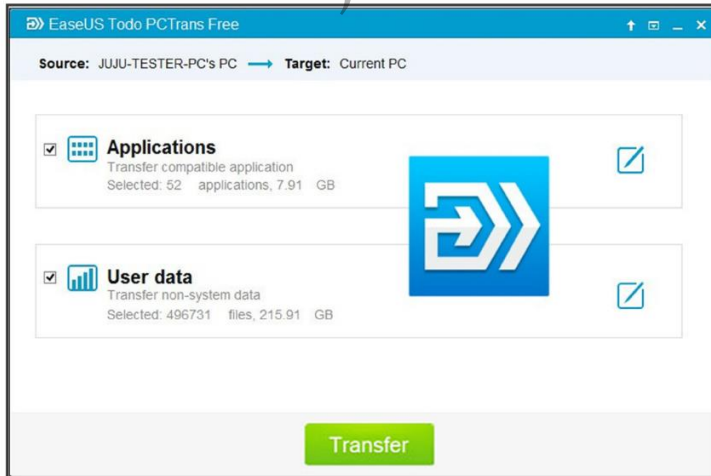 EaseUS Todo PCTrans Free
Source: JUJU-TESTER-PC's PC Target: Current PC
Applications
Transfer compatible application
Selected: 52 applications, 7.91 GB
User data
Transfer non-system data
Selected: 496731 files, 215.91 GB
Transfer